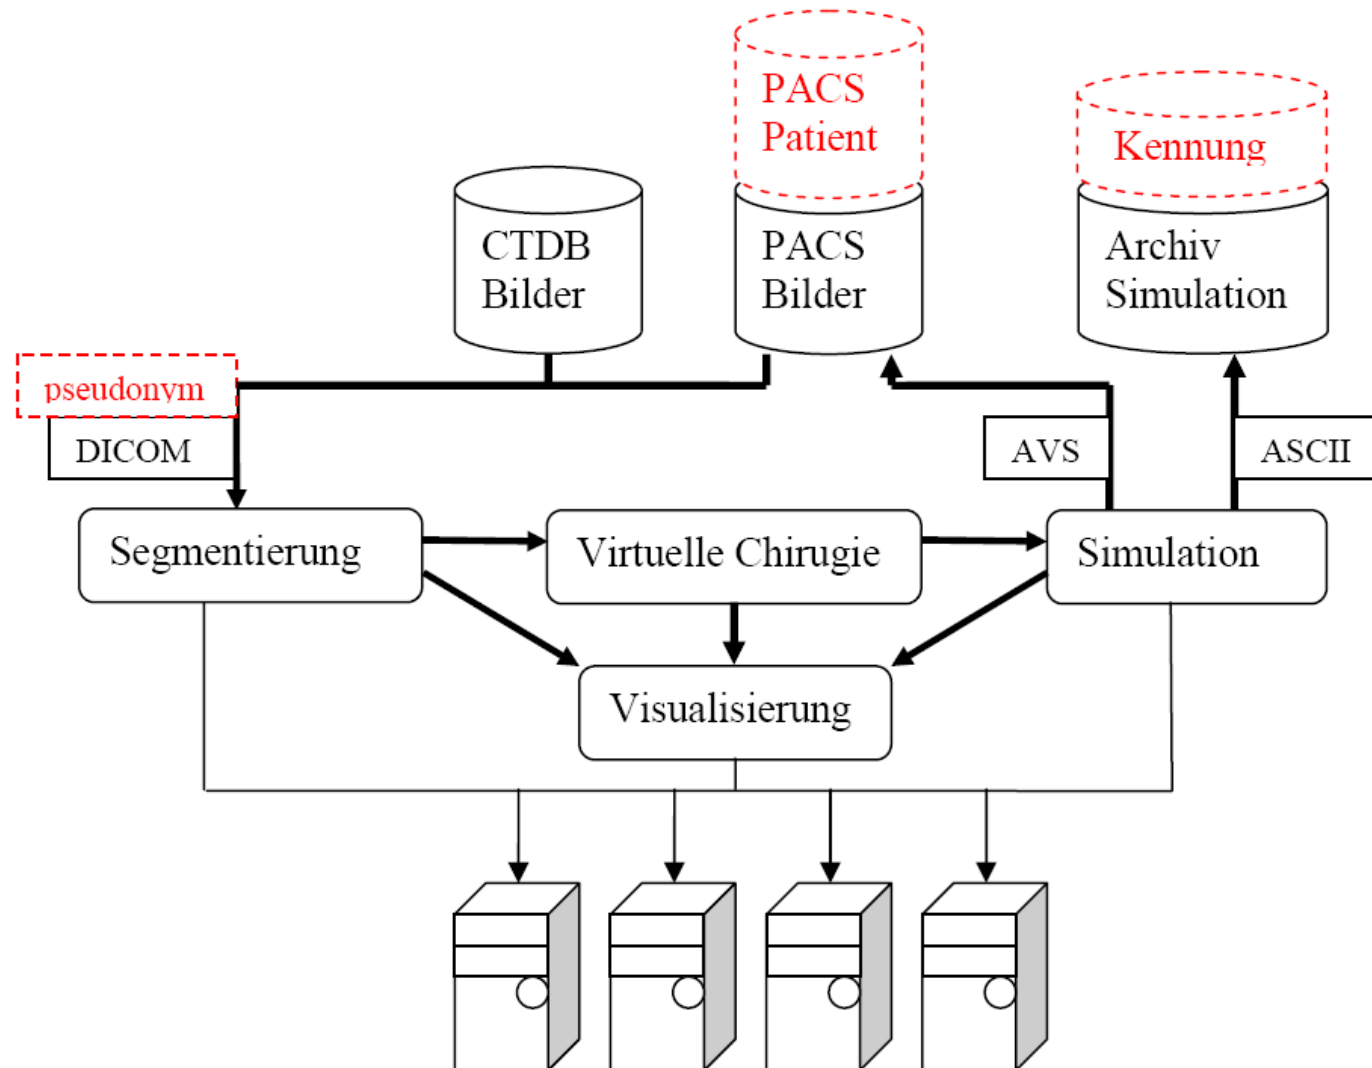 PACS
Patient
Kennung
CTDB
Bilder
PACS
Bilder
Archiv
Simulation
pseudonym
DICOM
AVS
ASCII
Segmentierung
Virtuelle Chirugie
Simulation
Visualisierung